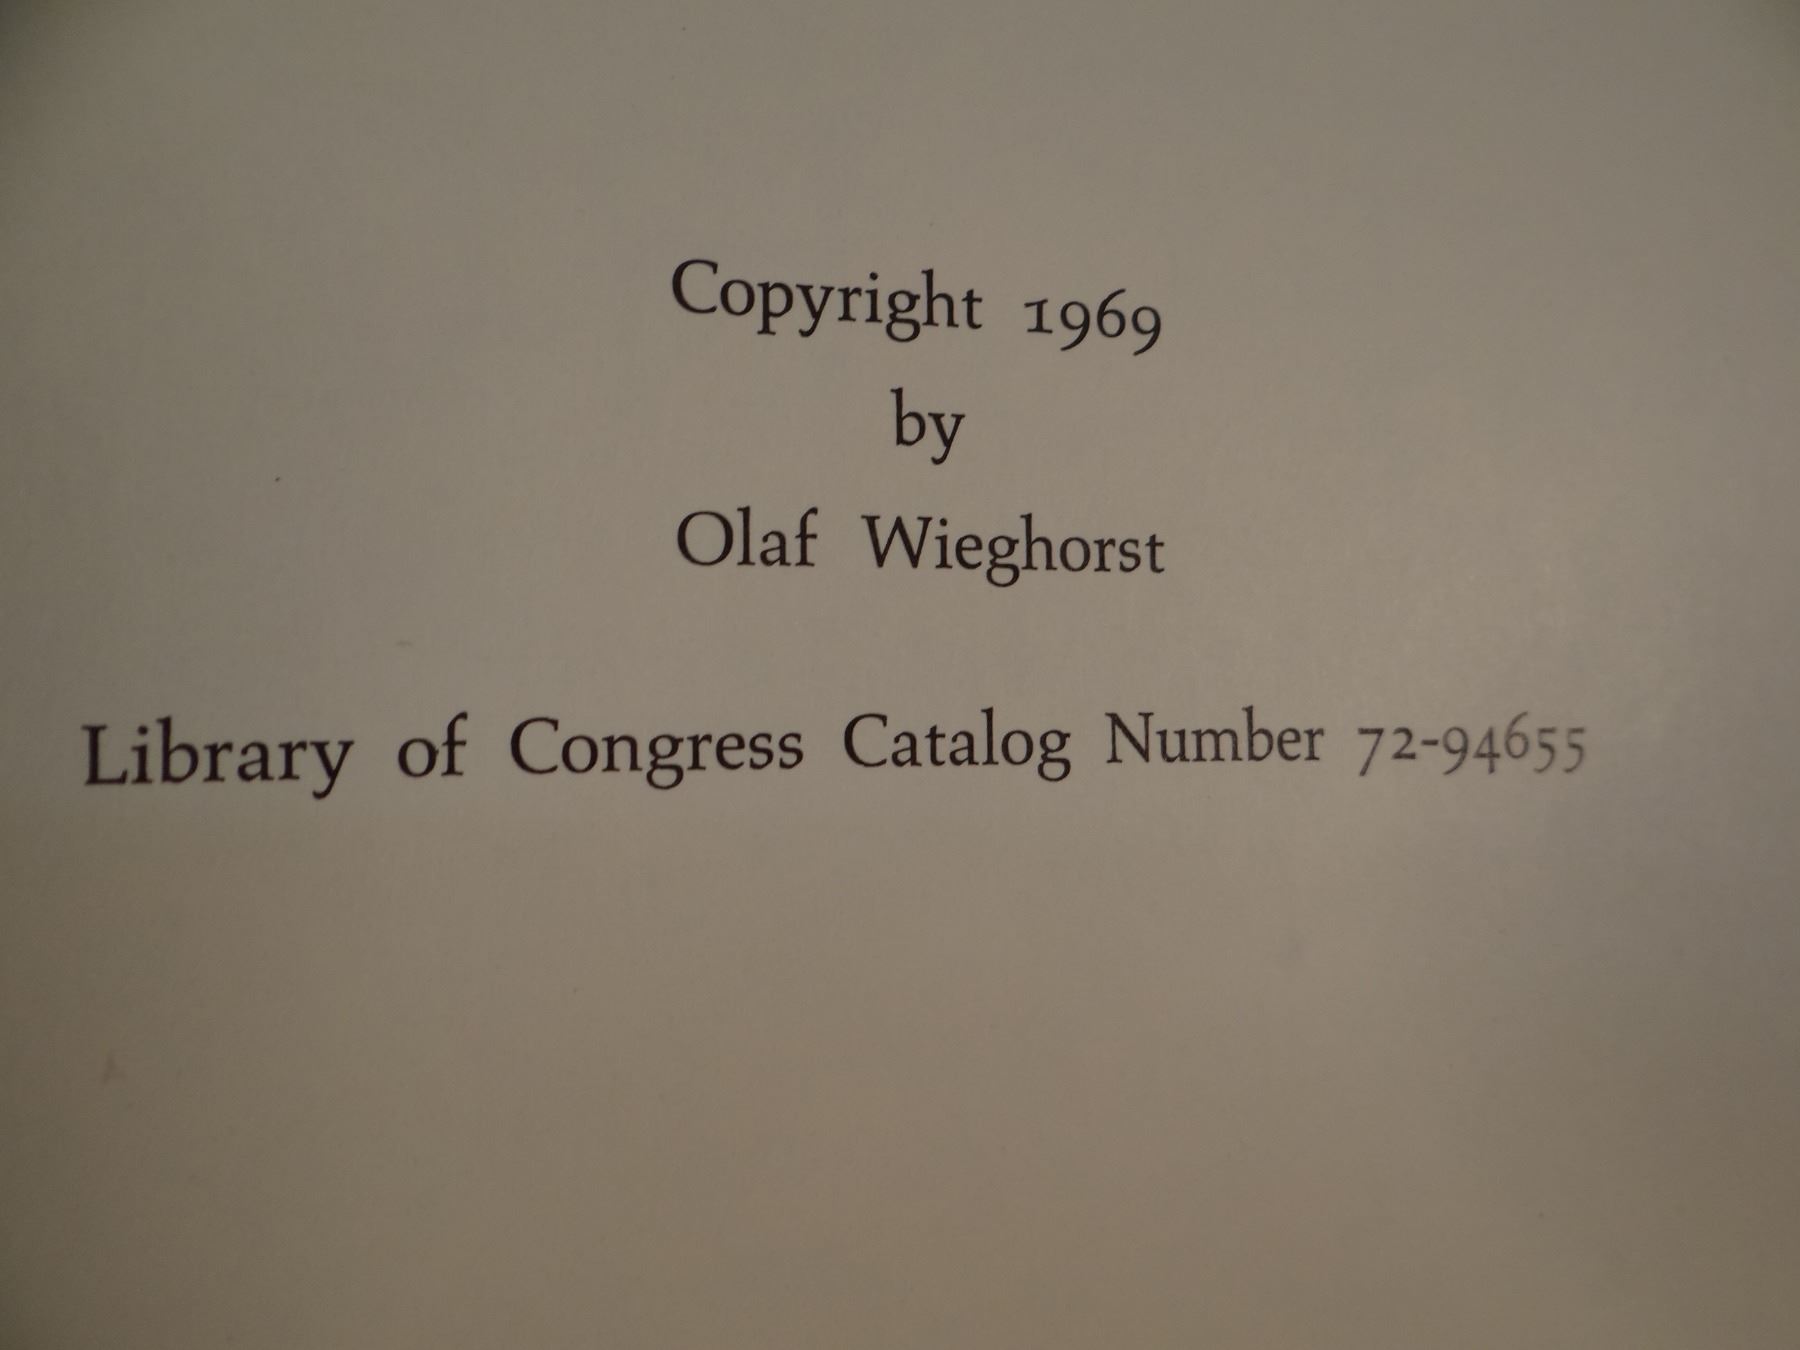 Copyright 1969
by
Olaf Wieghorst
Library of Congress Catalog Number 72-94655